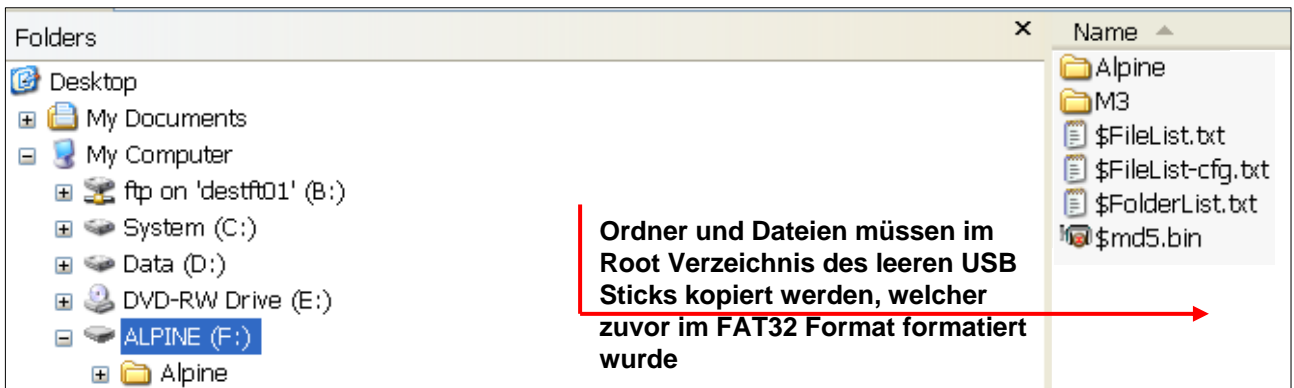 Folders
×
Desktop
My Documents
My Computer
ftp on 'destft01' (B:)
System (C:)
Data (D:)
DVD-RW Drive (E:)
ALPINE (F:)
Alpine
Ordner und Dateien müssen im
Root Verzeichnis des leeren USB
Sticks kopiert werden, welcher
zuvor im FAT32 Format formatiert
wurde
Name
Alpine
M3
$FileList.txt
$FileList-cfg.txt
$FolderList.txt
$md5.bin